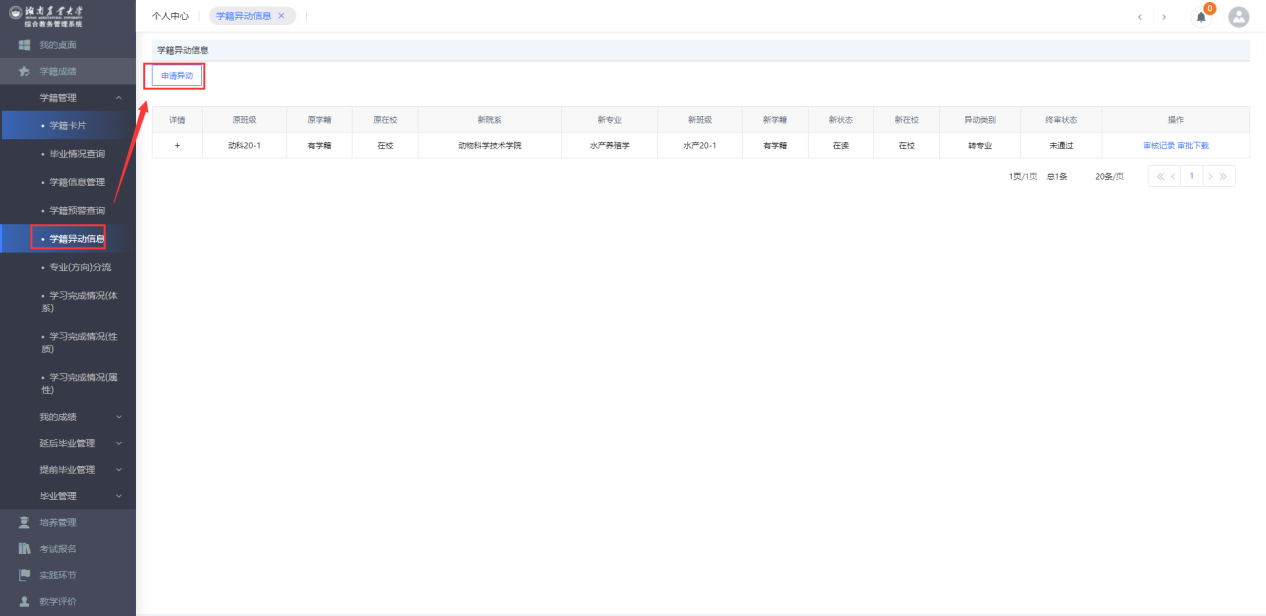 湖南农业大学
HUNAN AGRICULTURAL UNIVERSITY
综合教务管理系统
个人中心
学籍异动信息 ×
0
我的桌面
学籍成绩
学籍管理
• 学籍卡片
• 毕业情况查询
• 学籍信息管理
• 学籍预警查询
• 学籍异动信息
• 专业(方向)分流
• 学习完成情况(体
系)
• 学习完成情况(性
质)
• 学习完成情况(属
性)
我的成绩
延后毕业管理
提前毕业管理
毕业管理
培养管理
考试报名
实践环节
教学评价
学籍异动信息
申请异动
详情 原班级 原学籍 原在校 新院系 新专业 新班级 新学籍 新状态 新在校 异动类别 终审状态 操作
+ 动科20-1 有学籍 在校 动物科学技术学院 水产养殖学 水产20-1 有学籍 在读 在校 转专业 未通过 审核记录 审批下载
1页/1页 总1条 20条/页 1